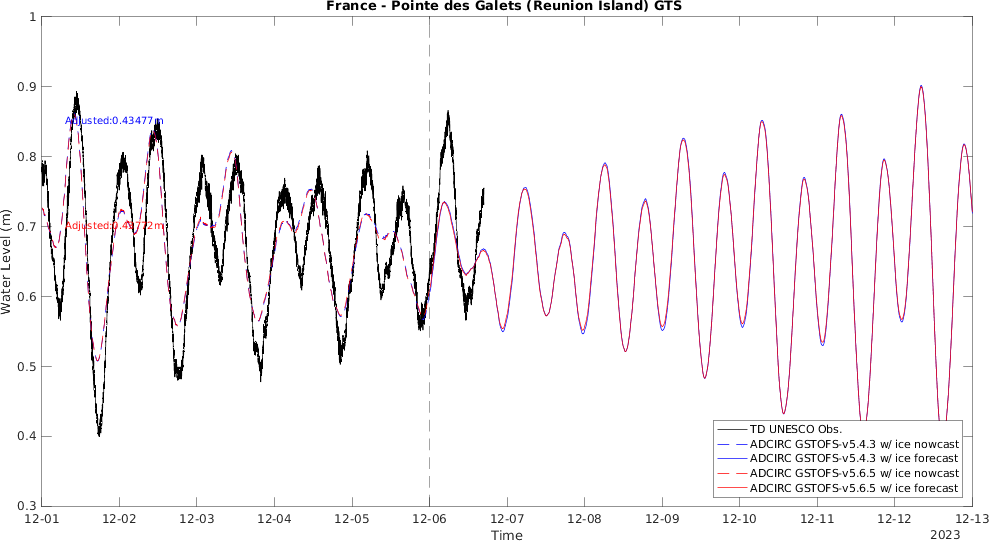 France - Pointe des Galets (Reunion Island) GTS
1
0.9
0.8
0.7
0.6
0.5
0.4
0.3
Water Level (m)
Adjusted:0.43477m
TD UNESCO Obs.
ADCIRC GSTOFS-v5.4.3 w/ ice nowcast
ADCIRC GSTOFS-v5.4.3 w/ ice forecast
ADCIRC GSTOFS-v5.6.5 w/ ice nowcast
ADCIRC GSTOFS-v5.6.5 w/ ice forecast
12-01 12-02 12-03 12-04 12-05 12-06 12-07 12-08 12-09 12-10 12-11 12-12 12-13
Time
2023